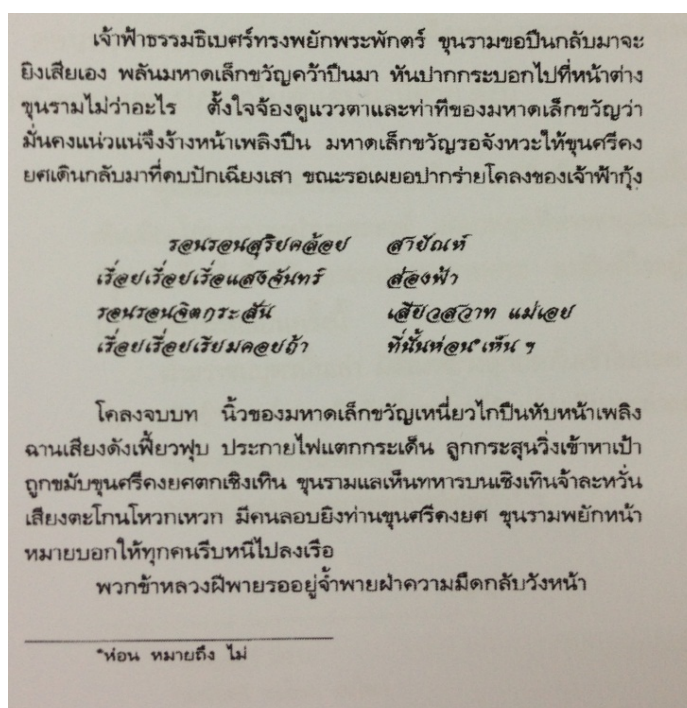 เจ้าฟ้าธรรมธิเบศร์ทรงพยักพระพักตร์ ขุนรามขอปืนกลับมาจะ
ยิงเสียเอง พลันมหาดเล็กขวัญคว้าปืนมา หันปากกระบอกไปที่หน้าต่าง
ขุนรามไม่ว่าอะไร ตั้งใจจ้องดูแววตาและท่าทีของมหาดเล็กขวัญว่า
มั่นคงแน่วแน่จึงง้างหน้าเพลิงปืน มหาดเล็กขวัญรอจังหวะให้ขุนศรีคง
ยศเดินกลับมาที่คบปักเฉียงเสา ขณะรอเผยอปากร่ายโคลงของเจ้าฟ้ากุ้ง
รอนรอนสุริยคล้อย สายัณห์
เรื่อยเรื่อยเรื่อแสงจันทร์ ส่องฟ้า
รอนรอนจิตกระสัน เสียวสวาท แม่เอย
เรื่อยเรื่อยเรียมคอยถ้า ที่นั้นห่อน*เห็น ฯ
โคลงจบบท นิ้วของมหาดเล็กขวัญเหนี่ยวไกปืนหับหน้าเพลิง
ฉานเสียงดังเฟี้ยวฟุบ ประกายไฟแตกกระเด็น ลูกกระสุนวิ่งเข้าหาเป้า
ถูกขมับขุนศรีคงยศตกเชิงเทิน ขุนรามแลเห็นทหารบนเชิงเทินจ้าละหวั่น
เสียงตะโกนโหวกเหวก มีคนลอบยิงท่านขุนศรีคงยศ ขุนรามพยักหน้า
หมายบอกให้ทุกคนรีบหนีไปลงเรือ
พวกข้าหลวงฝีพายรออยู่จ้ำพายฝ่าความมืดกลับวังหน้า
*ห่อน หมายถึง ไม่